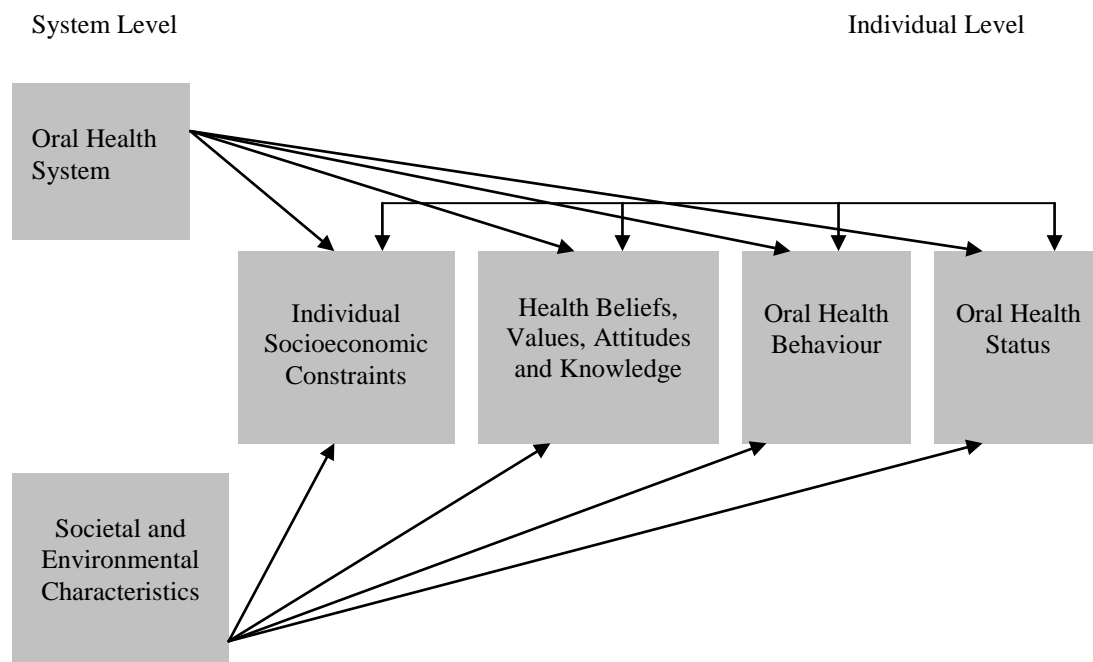 System Level
Individual Level
Oral Health
System
Individual
Socioeconomic
Constraints
Health Beliefs,
Values, Attitudes
and Knowledge
Oral Health
Behaviour
Oral Health
Status
Societal and
Environmental
Characteristics